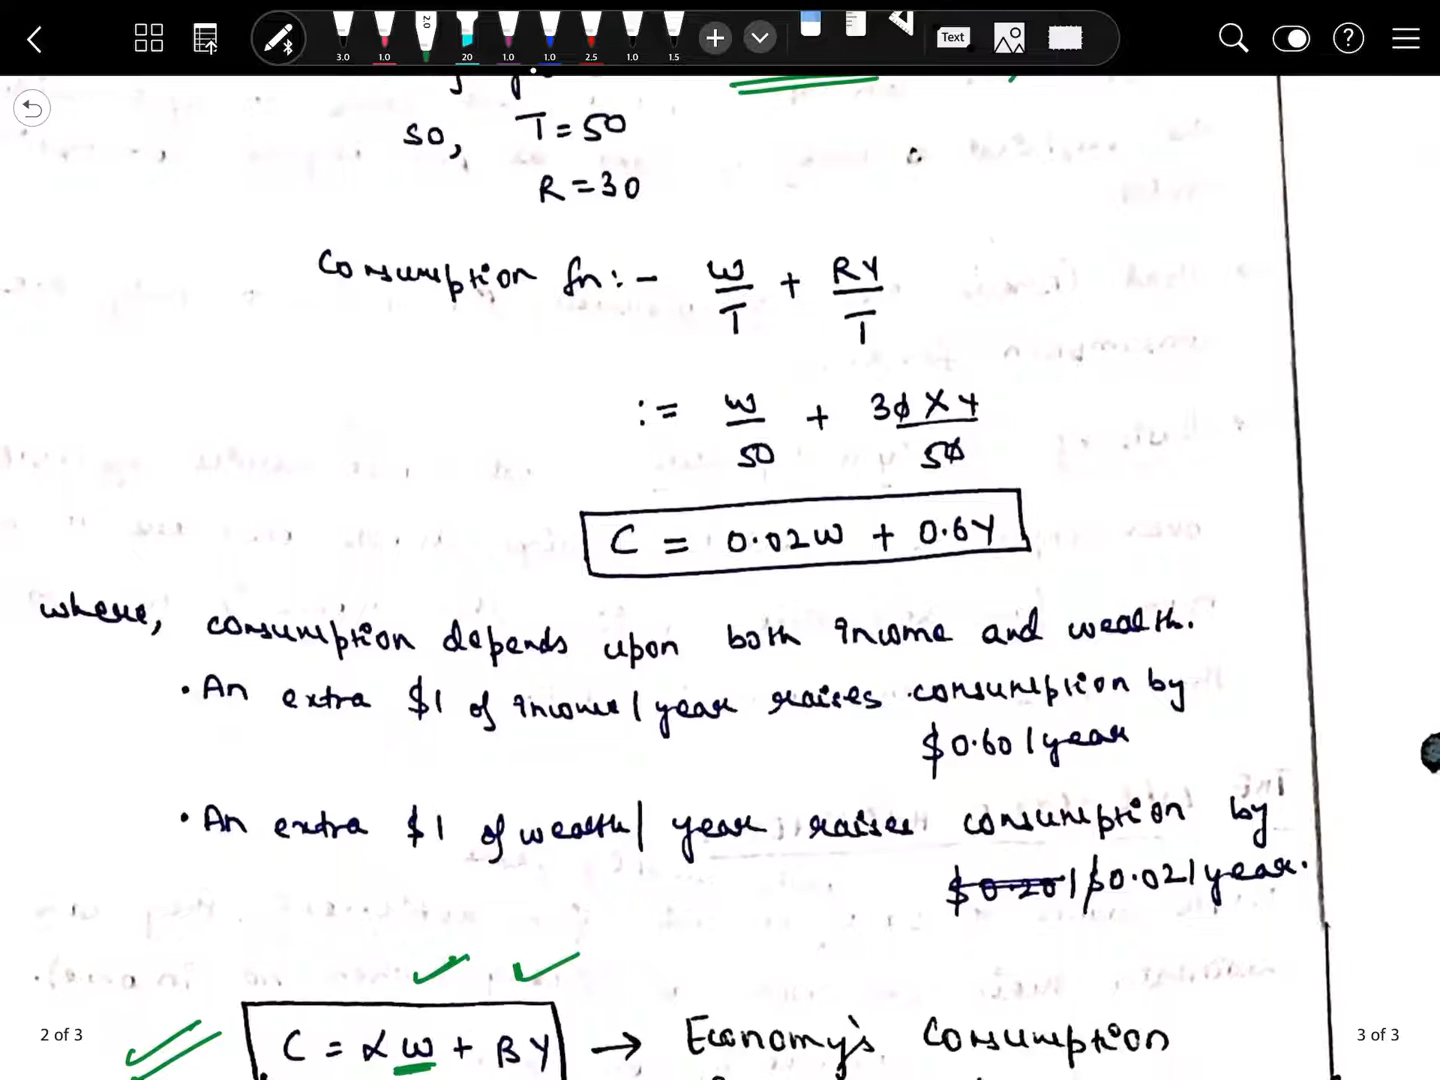 3.0 1.0 2.0 20 1.0 1.0 2.5 1.0 1.5 Text
so, T = 50
R = 30
Consumption fn :- W/T + RY/T
:= W/50 + 30 X Y/50
C = 0.02W + 0.6Y
where, consumption depends upon both income and wealth.
• An extra $1 of income/year raises consumption by
$0.60/year
• An extra $1 of wealth/year raises consumption by
$0.20/$0.02/year.
2 of 3
3 of 3
C = αW + βY → Economy's Consumption